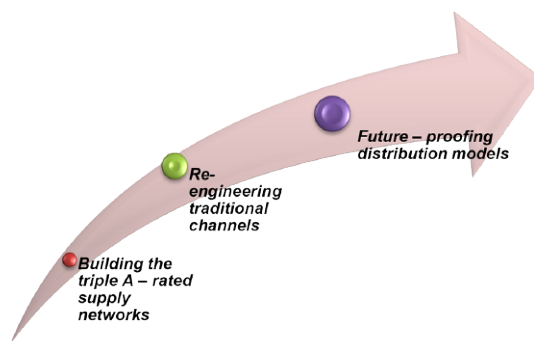 Future – proofing
distribution models
Re-
engineering
traditional
channels
Building the
triple A – rated
supply
networks